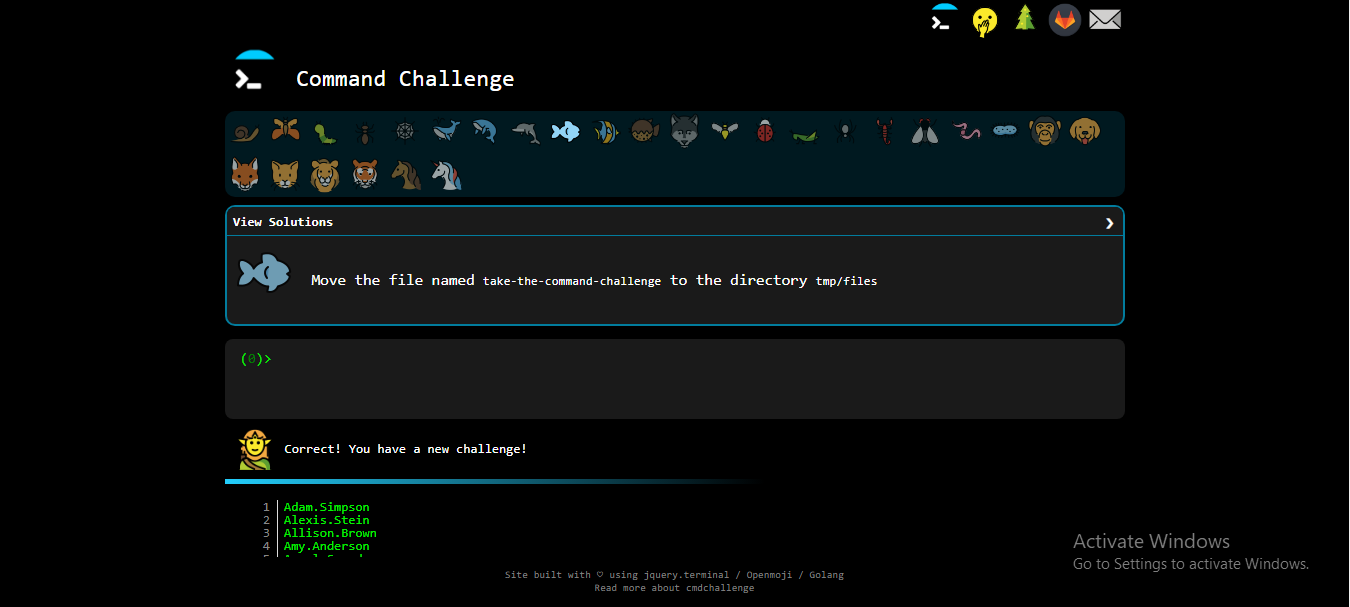 Command Challenge
View Solutions ❯
Move the file named take-the-command-challenge to the directory tmp/files
(0)>
Correct! You have a new challenge!
1 Adam.Simpson
2 Alexis.Stein
3 Allison.Brown
4 Amy.Anderson
Activate Windows
Go to Settings to activate Windows.
Site built with ♡ using jquery.terminal / Openmoji / Golang
Read more about cmdchallenge